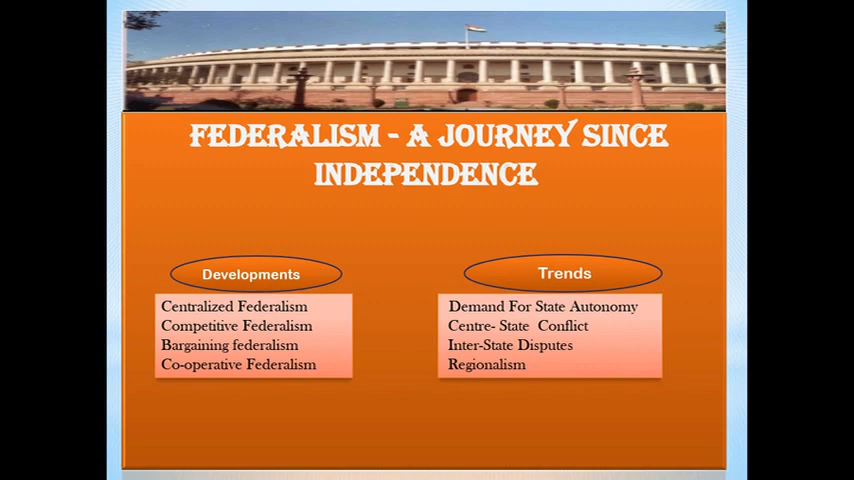 FEDERALISM - A JOURNEY SINCE
INDEPENDENCE
Developments
Centralized Federalism
Competitive Federalism
Bargaining federalism
Co-operative Federalism
Trends
Demand For State Autonomy
Centre- State  Conflict
Inter-State Disputes
Regionalism